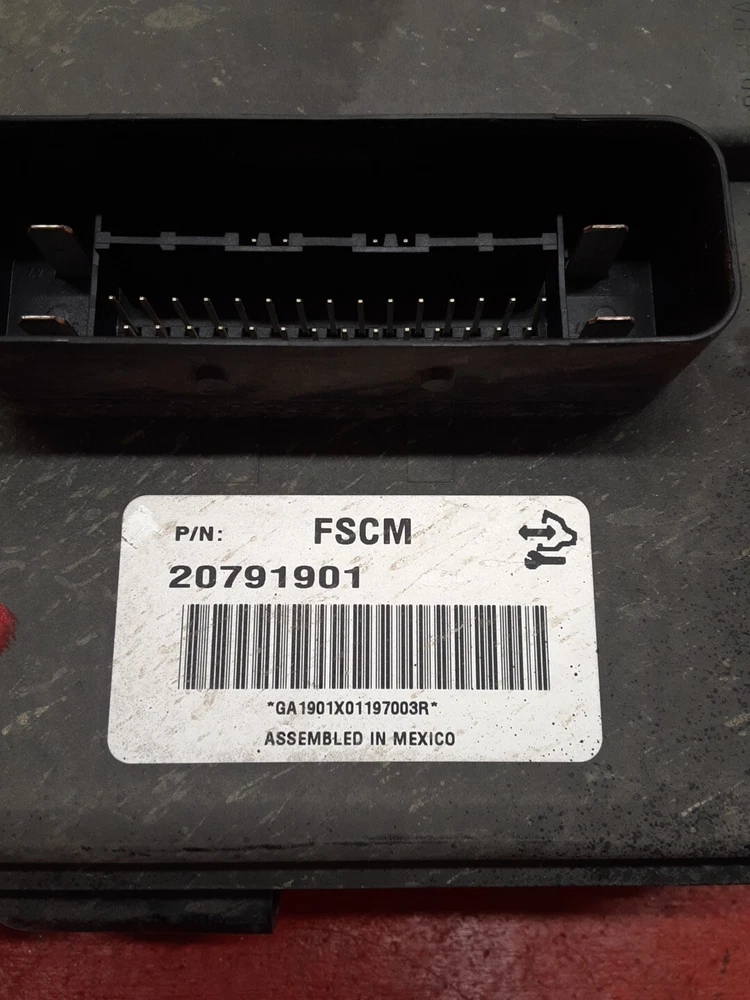 P/N: FSCM
20791901
*GA1901X01197003R*
ASSEMBLED IN MEXICO